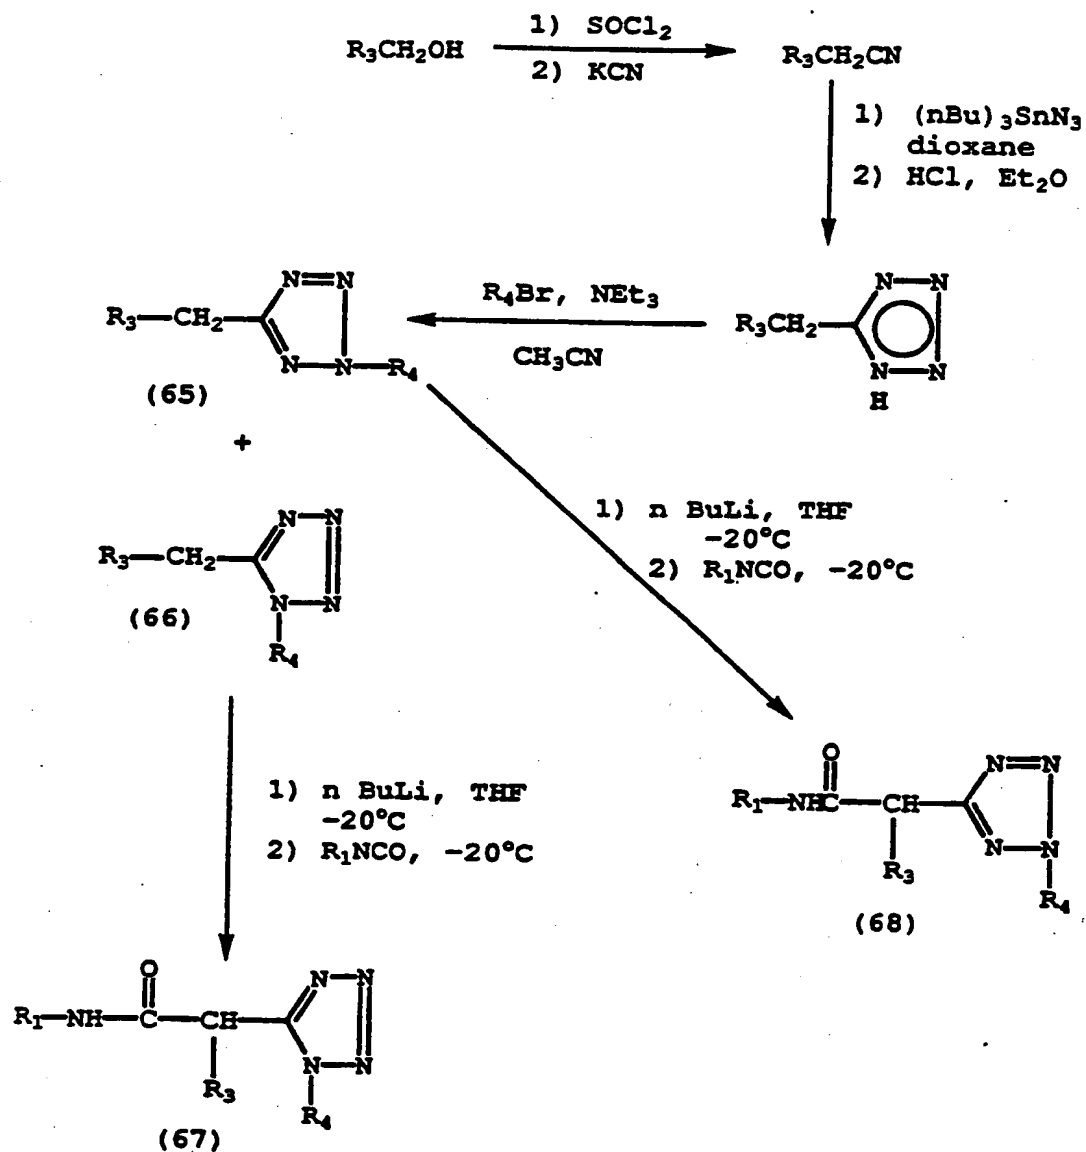 R₃CH₂OH
1) SOCl₂
2) KCN
R₃CH₂CN
1) (nBu)₃SnN₃
dioxane
2) HCl, Et₂O
R₃CH₂
N N
N N
H
R₄Br, NEt₃
CH₃CN
R₃—CH₂
N=N
N N—R₄
(65)
+
R₃—CH₂
N—N
N—N
R₄
(66)
1) n BuLi, THF
-20°C
2) R₁NCO, -20°C
O
R₁—NHC—CH
N=N
N—N
R₃
R₄
(68)
1) n BuLi, THF
-20°C
2) R₁NCO, -20°C
O
R₁—NH—C—CH
N—N
N—N
R₃
R₄
(67)